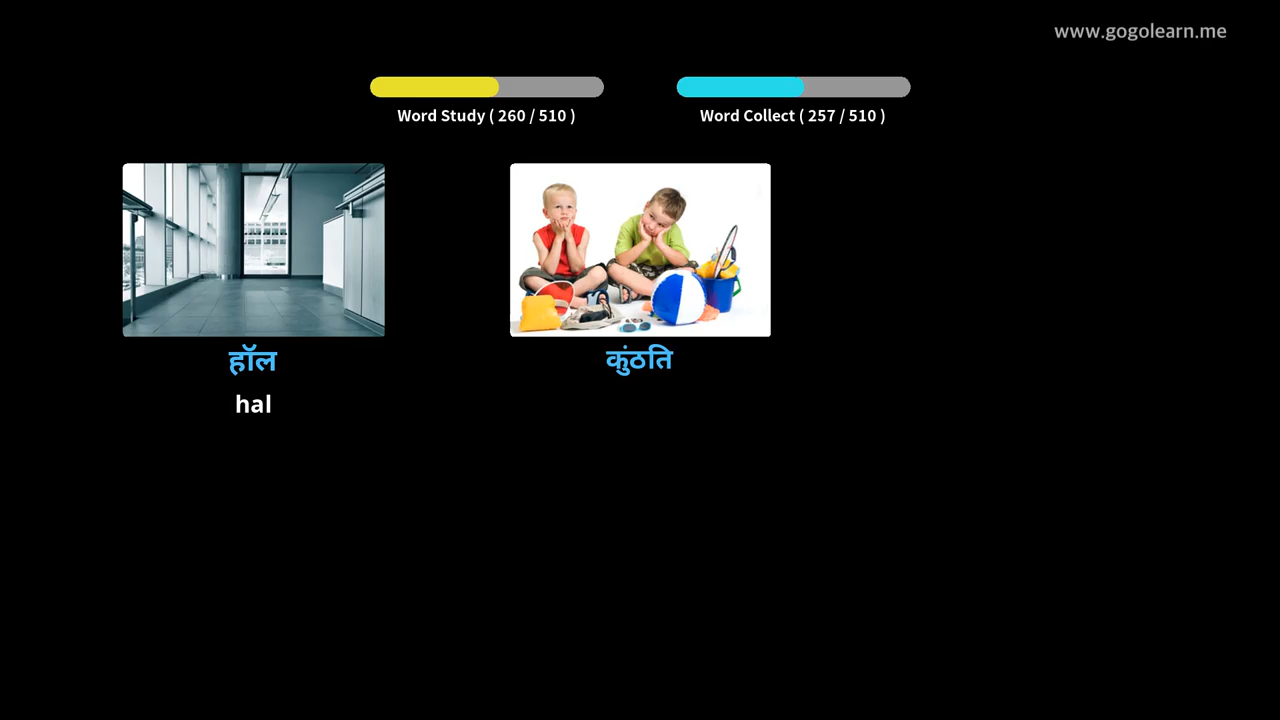 www.gogolearn.me
Word Study ( 260 / 510 )
Word Collect ( 257 / 510 )
हॉल
कुंठति
hal